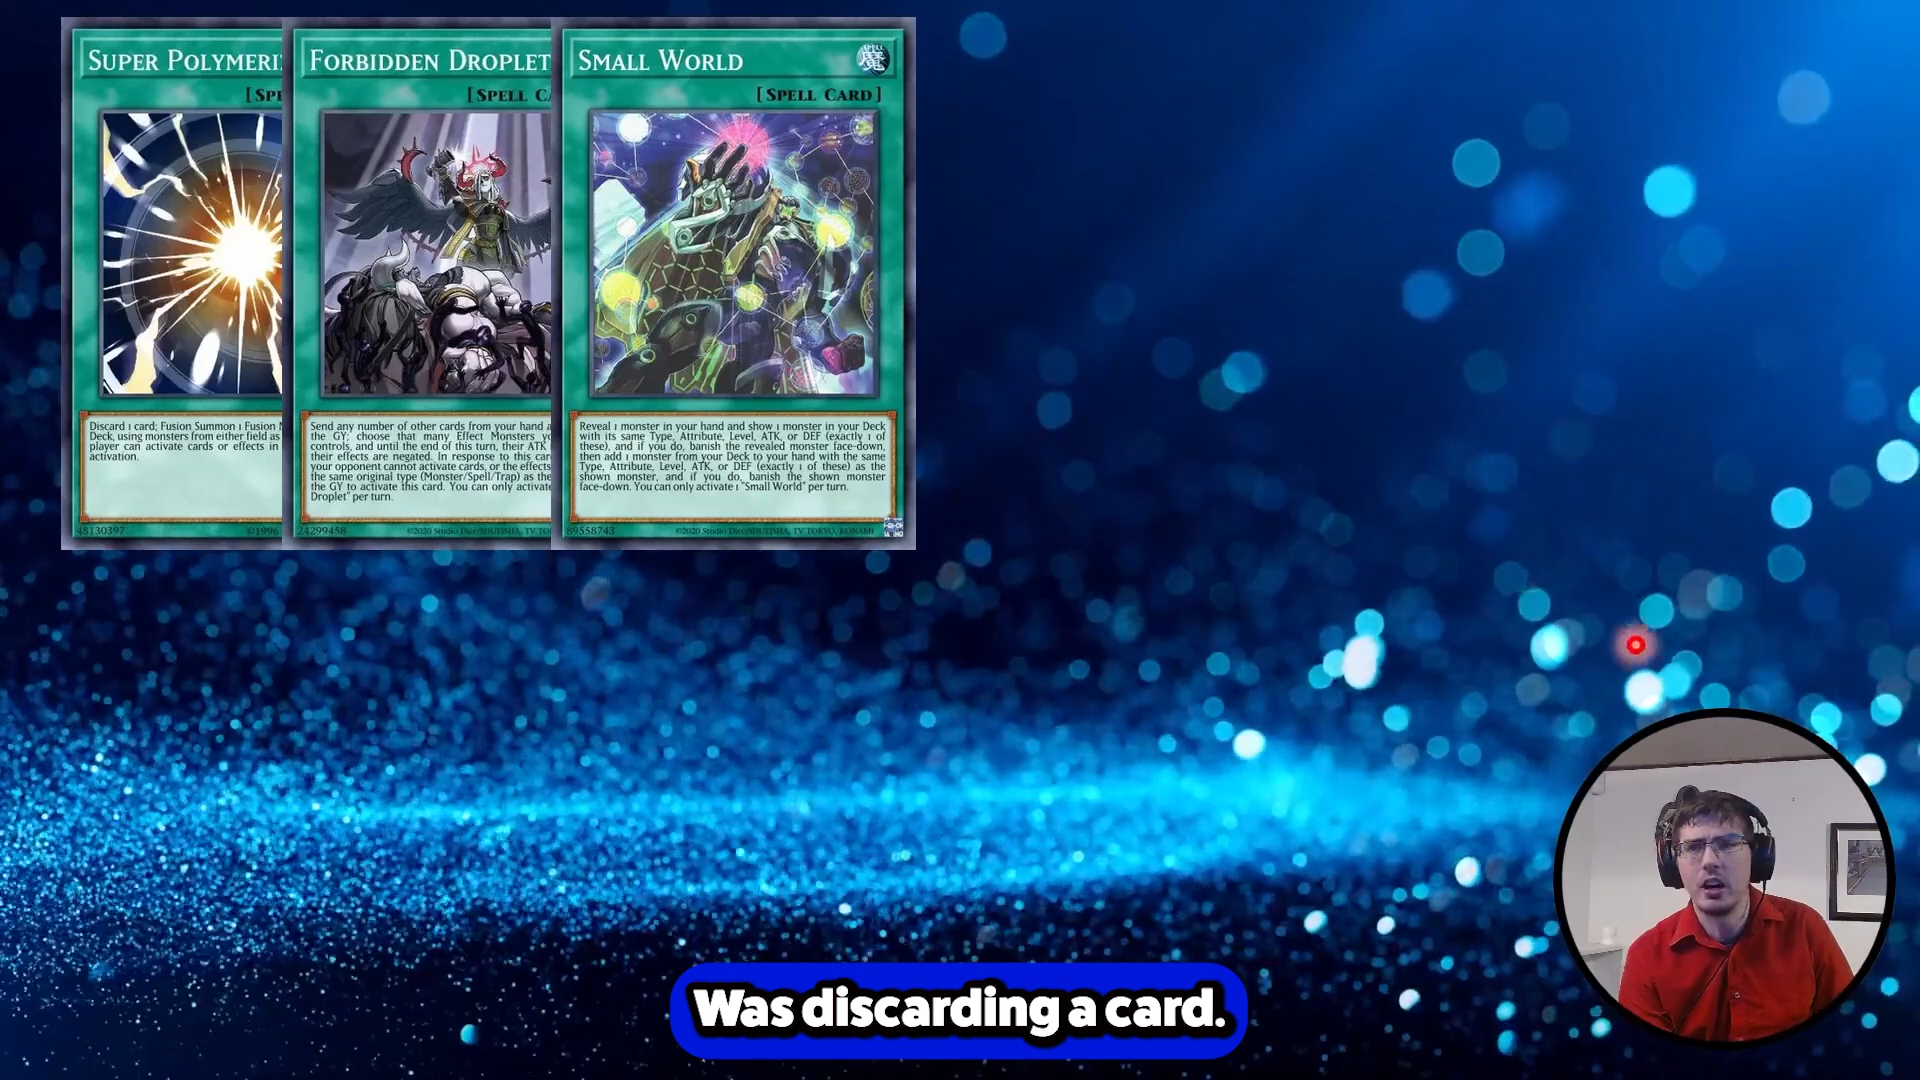 SUPER POLYMERI
[SPE
Discard 1 card; Fusion Summon 1 Fusion
Deck, using monsters from either field as
player can activate cards or effects in
activation.
48130397
©1996
FORBIDDEN DROPLET
[SPELL CA
Send any number of other cards from your hand a
the GY; choose that many Effect Monsters yo
controls, and until the end of this turn, their ATK
their effects are negated. In response to this car
your opponent cannot activate cards, or the effects
the same original type (Monster/Spell/Trap) as the
the GY to activate this card. You can only activate
Droplet" per turn.
24299458
©2020 Studio Dice/SHUEISHA, TV TO
SMALL WORLD
[SPELL CARD]
Reveal 1 monster in your hand and show 1 monster in your Deck
with its same Type, Attribute, Level, ATK, or DEF (exactly 1 of
these), and if you do, banish the revealed monster face-down,
then add 1 monster from your Deck to your hand with the same
Type, Attribute, Level, ATK, or DEF (exactly 1 of these) as the
shown monster, and if you do, banish the shown monster
face-down. You can only activate 1 "Small World" per turn.
89558743
©2020 Studio Dice/SHUEISHA, TV TOKYO, KONAMI
Was discarding a card.